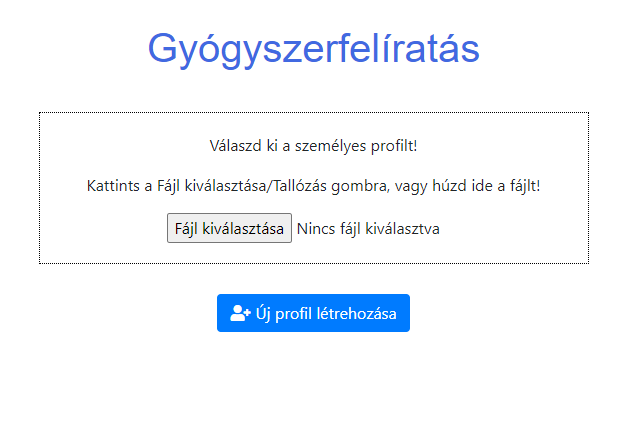 Gyógyszerfelíratás
Válaszd ki a személyes profilt!
Kattints a Fájl kiválasztása/Tallózás gombra, vagy húzd ide a fájlt!
Fájl kiválasztása Nincs fájl kiválasztva
Új profil létrehozása